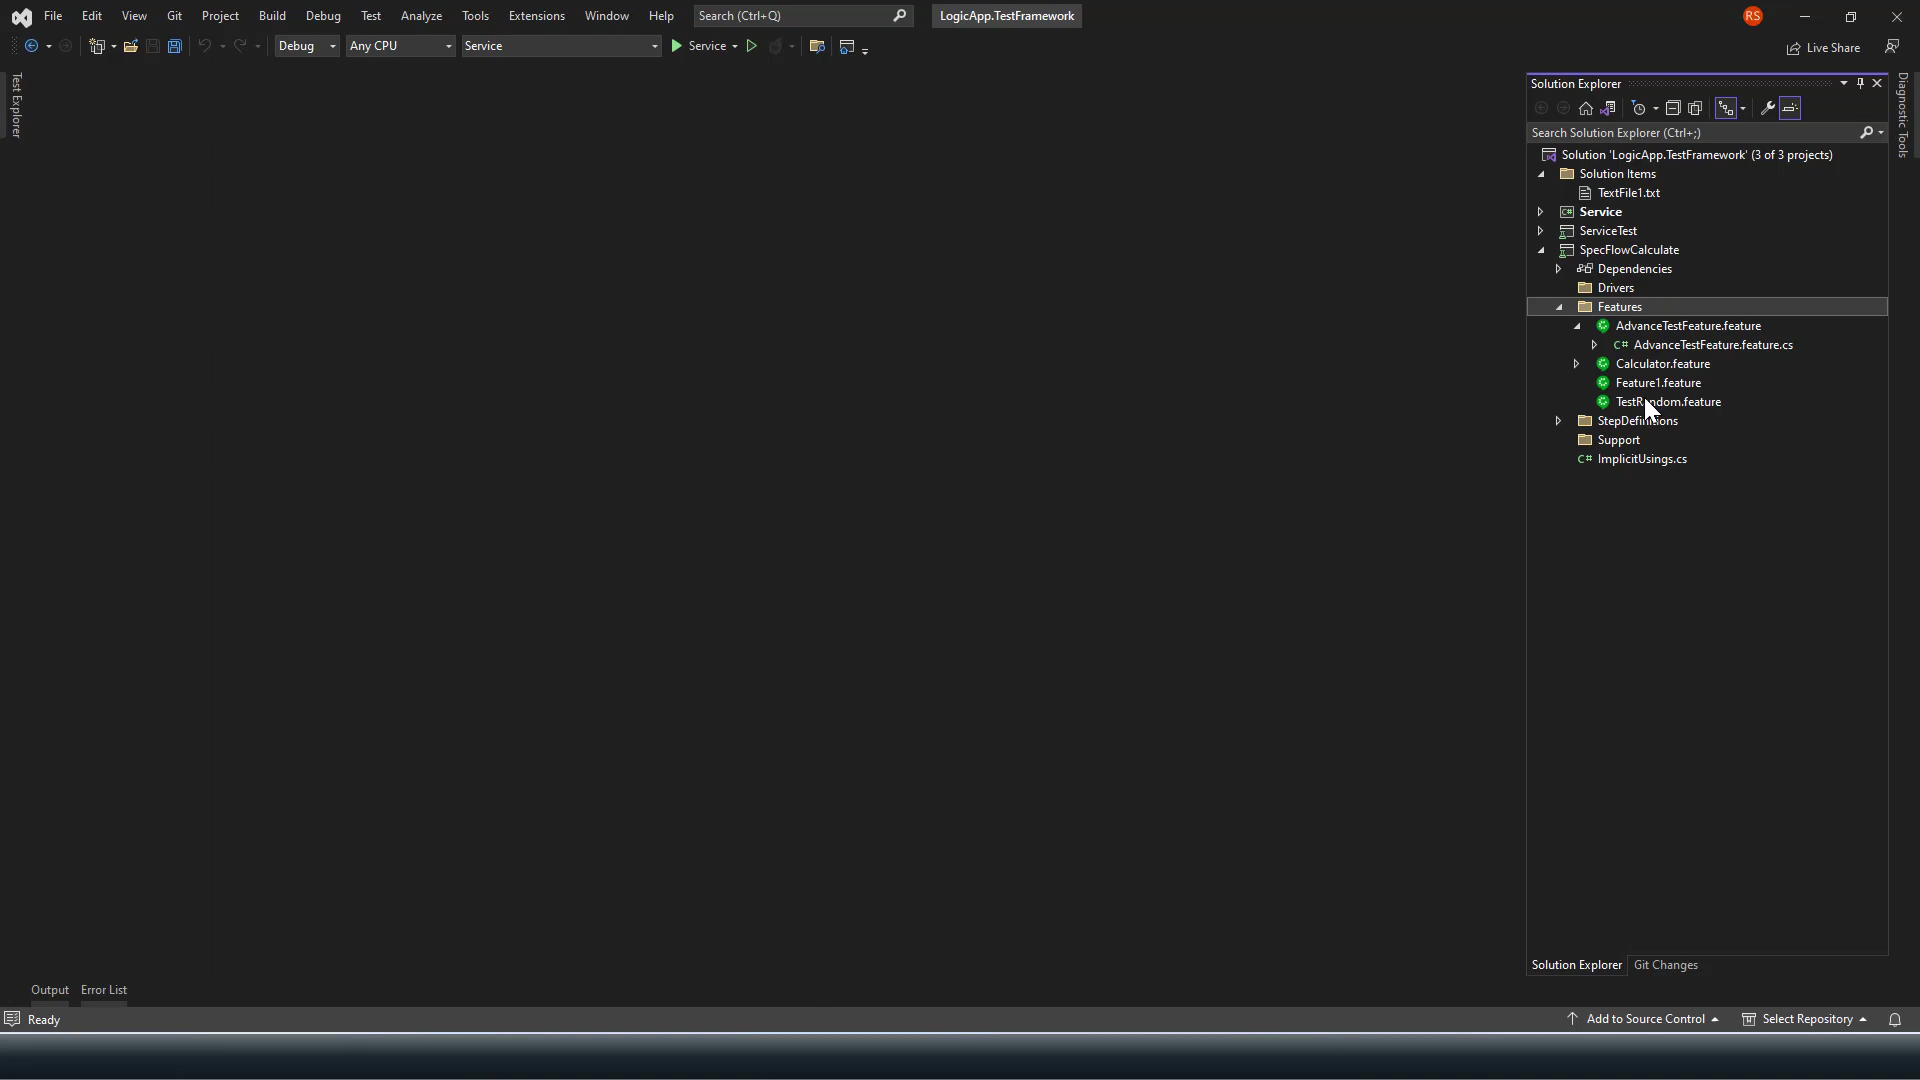 File Edit View Git Project Build Debug Test Analyze Tools Extensions Window Help Search (Ctrl+Q) LogicApp.TestFramework RS
Debug Any CPU Service Service Live Share
Test Explorer
Solution Explorer
Diagnostic Tools
Search Solution Explorer (Ctrl+;)
Solution 'LogicApp.TestFramework' (3 of 3 projects)
Solution Items
TextFile1.txt
C# Service
ServiceTest
SpecFlowCalculate
Dependencies
Drivers
Features
AdvanceTestFeature.feature
C# AdvanceTestFeature.feature.cs
Calculator.feature
Feature1.feature
TestRandom.feature
StepDefinitions
Support
C# ImplicitUsings.cs
Solution Explorer Git Changes
Output Error List
Ready Add to Source Control Select Repository